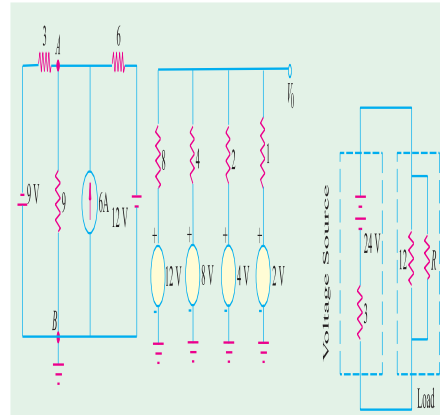 3
A
6
9 V
9
6A
12 V
B
V0
8
4
2
1
+
+
+
+
12 V
8 V
4 V
2 V
-
-
-
-
Voltage Source
24 V
3
12
R
Load